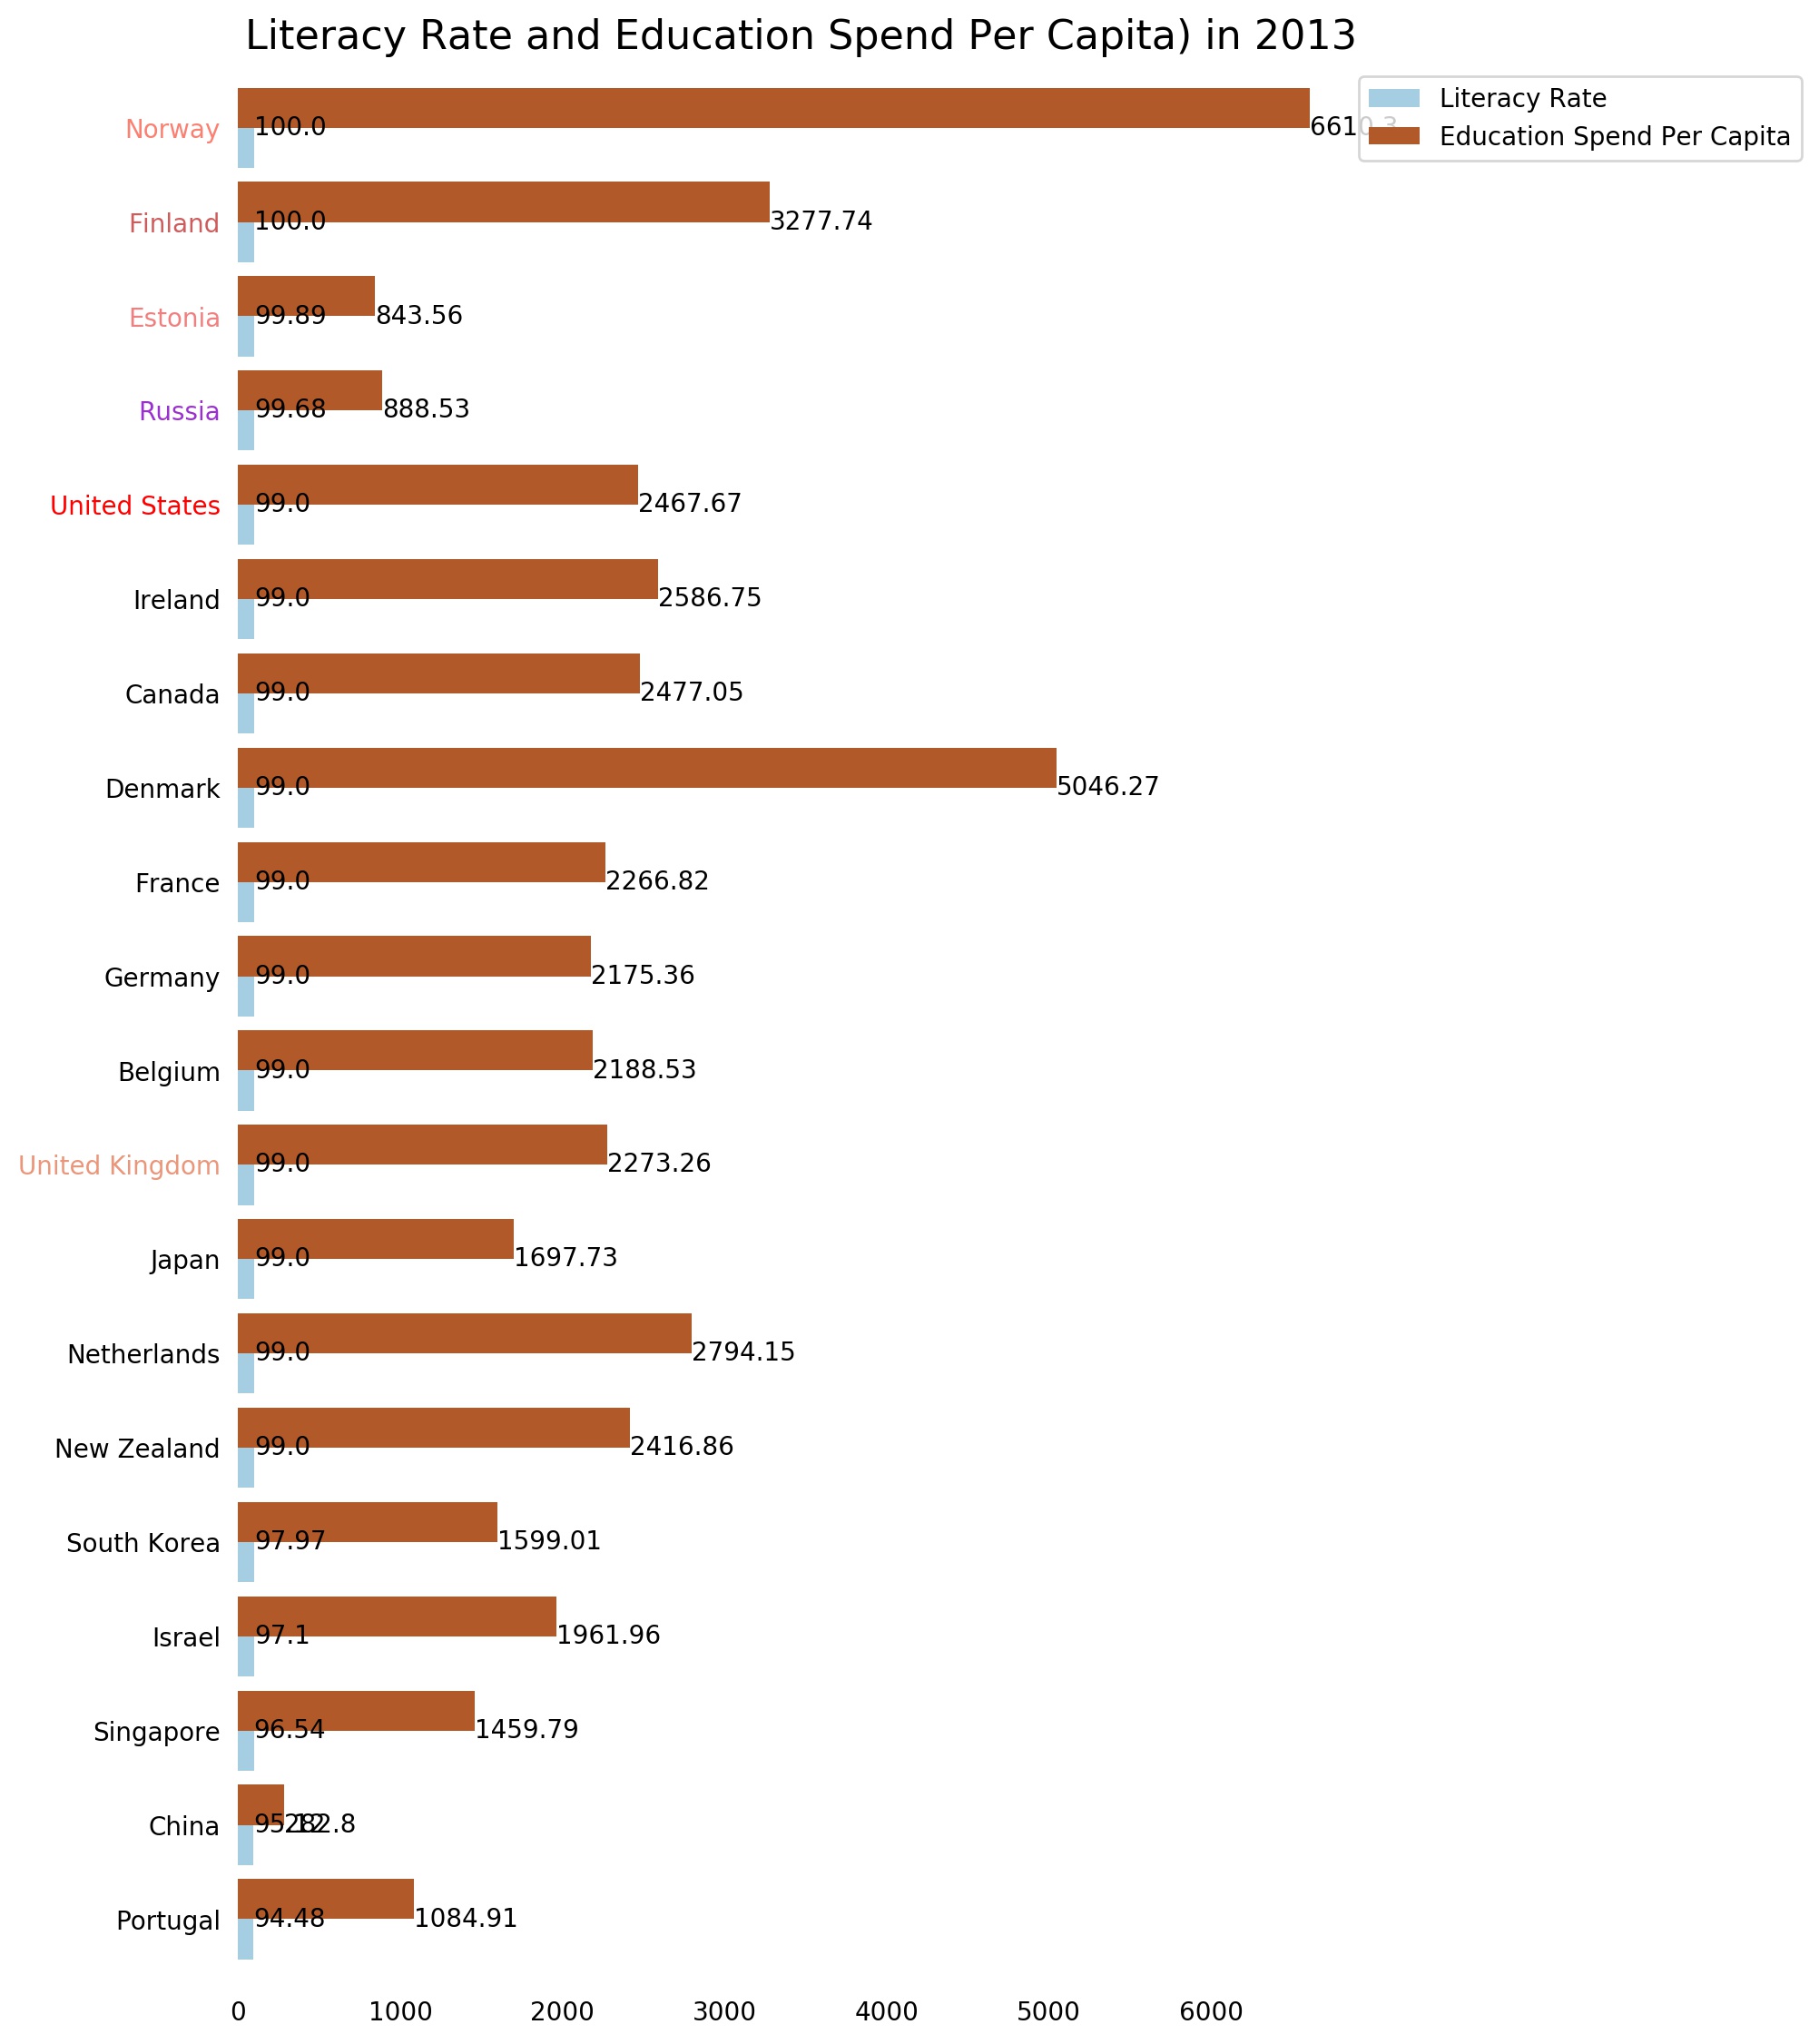 Literacy Rate and Education Spend Per Capita) in 2013
Literacy Rate
Education Spend Per Capita
Norway 100.0 6610.3
Finland 100.0 3277.74
Estonia 99.89 843.56
Russia 99.68 888.53
United States 99.0 2467.67
Ireland 99.0 2586.75
Canada 99.0 2477.05
Denmark 99.0 5046.27
France 99.0 2266.82
Germany 99.0 2175.36
Belgium 99.0 2188.53
United Kingdom 99.0 2273.26
Japan 99.0 1697.73
Netherlands 99.0 2794.15
New Zealand 99.0 2416.86
South Korea 97.97 1599.01
Israel 97.1 1961.96
Singapore 96.54 1459.79
China
Portugal 94.48 1084.91
0 1000 2000 3000 4000 5000 6000